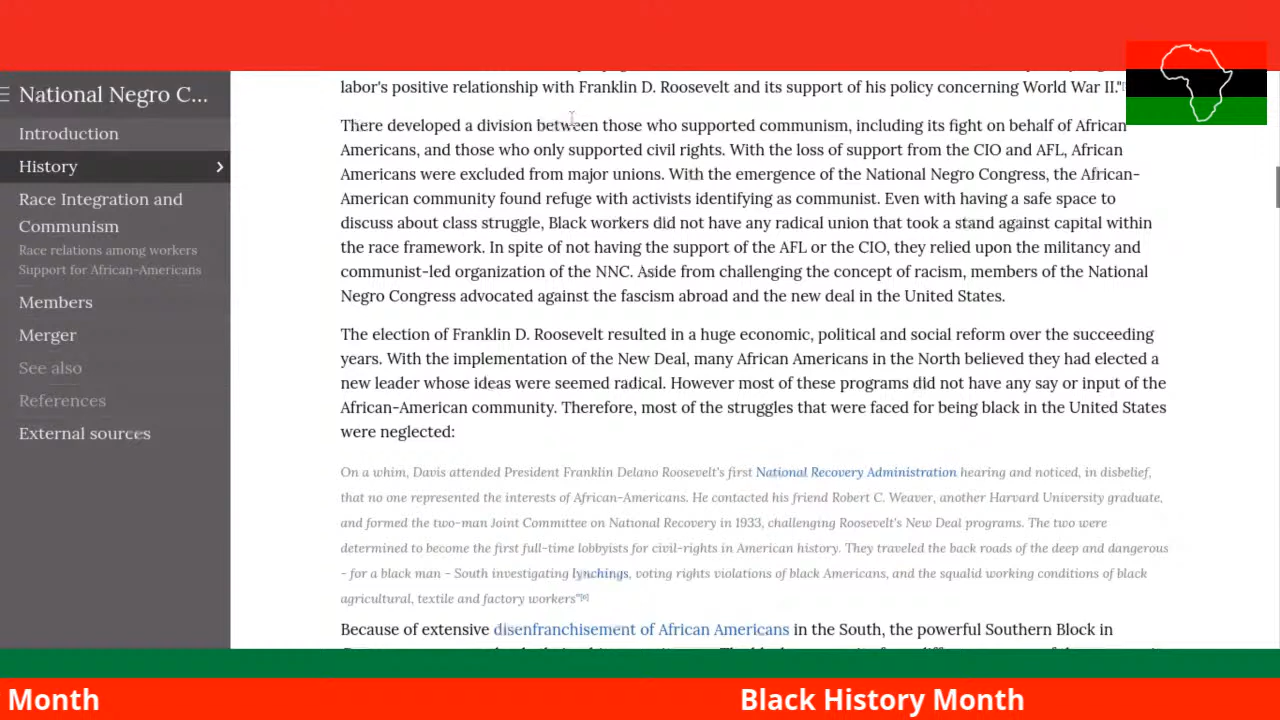 National Negro C...
Introduction
History
Race Integration and
Communism
Race relations among workers
Support for African-Americans
Members
Merger
See also
References
External sources
labor's positive relationship with Franklin D. Roosevelt and its support of his policy concerning World War II."
There developed a division between those who supported communism, including its fight on behalf of African
Americans, and those who only supported civil rights. With the loss of support from the CIO and AFL, African
Americans were excluded from major unions. With the emergence of the National Negro Congress, the African-
American community found refuge with activists identifying as communist. Even with having a safe space to
discuss about class struggle, Black workers did not have any radical union that took a stand against capital within
the race framework. In spite of not having the support of the AFL or the CIO, they relied upon the militancy and
communist-led organization of the NNC. Aside from challenging the concept of racism, members of the National
Negro Congress advocated against the fascism abroad and the new deal in the United States.
The election of Franklin D. Roosevelt resulted in a huge economic, political and social reform over the succeeding
years. With the implementation of the New Deal, many African Americans in the North believed they had elected a
new leader whose ideas were seemed radical. However most of these programs did not have any say or input of the
African-American community. Therefore, most of the struggles that were faced for being black in the United States
were neglected:
On a whim, Davis attended President Franklin Delano Roosevelt's first National Recovery Administration hearing and noticed, in disbelief,
that no one represented the interests of African-Americans. He contacted his friend Robert C. Weaver, another Harvard University graduate,
and formed the two-man Joint Committee on National Recovery in 1933, challenging Roosevelt's New Deal programs. The two were
determined to become the first full-time lobbyists for civil-rights in American history. They traveled the back roads of the deep and dangerous
– for a black man – South investigating lynchings, voting rights violations of black Americans, and the squalid working conditions of black
agricultural, textile and factory workers"[6]
Because of extensive disenfranchisement of African Americans in the South, the powerful Southern Block in
Month
Black History Month